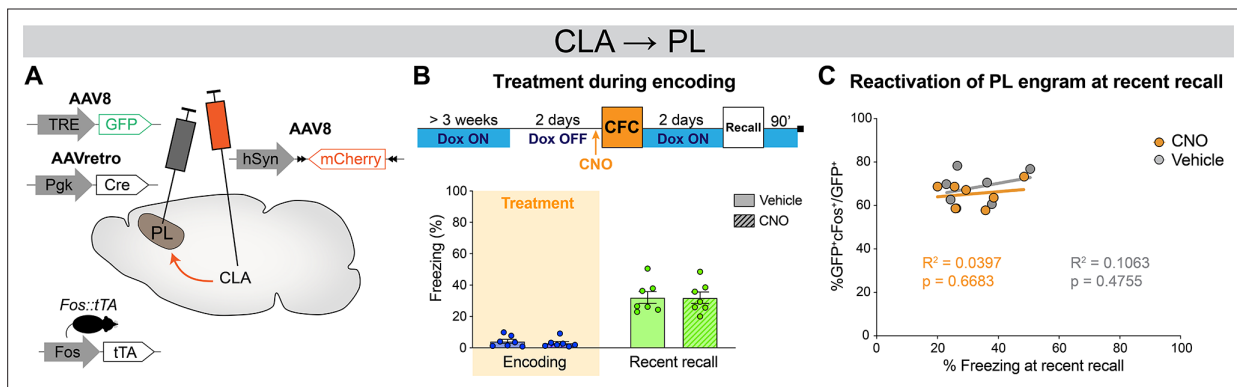 CLA → PL
A
AAV8
TRE
GFP
AAVretro
Pgk
Cre
AAV8
hSyn
mCherry
PL
CLA
Fos::tTA
Fos
tTA
B
Treatment during encoding
> 3 weeks
2 days
CFC
2 days
Recall
90'
Dox ON
Dox OFF
Dox ON
CNO
Freezing (%)
100
80
60
40
20
0
Treatment
Vehicle
CNO
Encoding
Recent recall
C
Reactivation of PL engram at recent recall
%GFP⁺cFos⁺/GFP⁺
100
80
60
40
20
0
CNO
Vehicle
R² = 0.0397
p = 0.6683
R² = 0.1063
p = 0.4755
0 20 40 60 80 100
% Freezing at recent recall